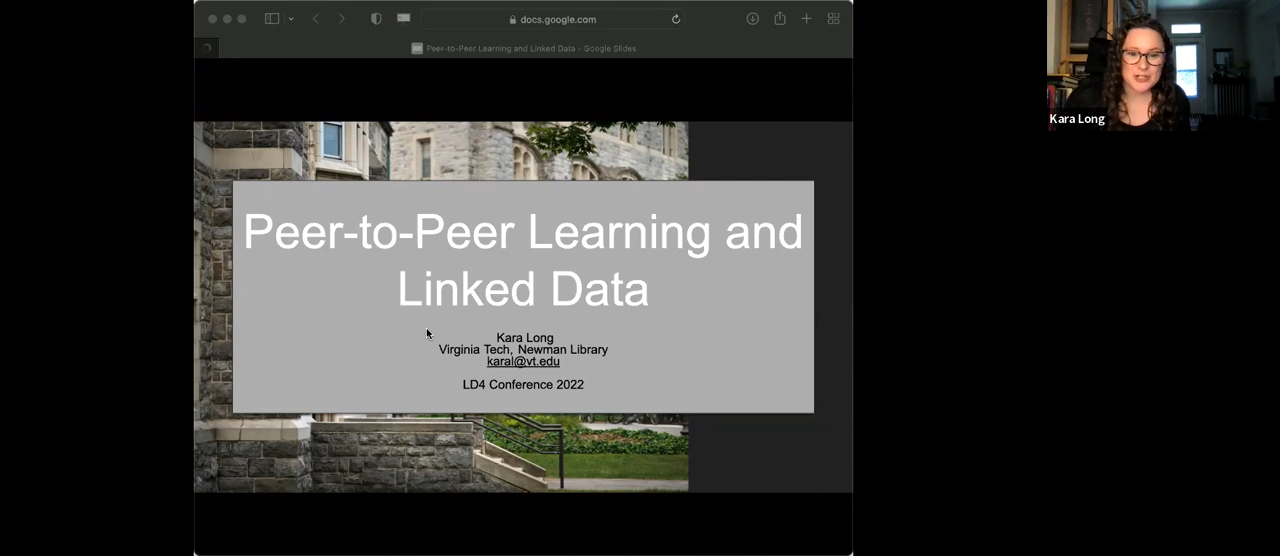 docs.google.com
Peer-to-Peer Learning and Linked Data - Google Slides
Peer-to-Peer Learning and
Linked Data
Kara Long
Virginia Tech, Newman Library
karal@vt.edu
LD4 Conference 2022
Kara Long